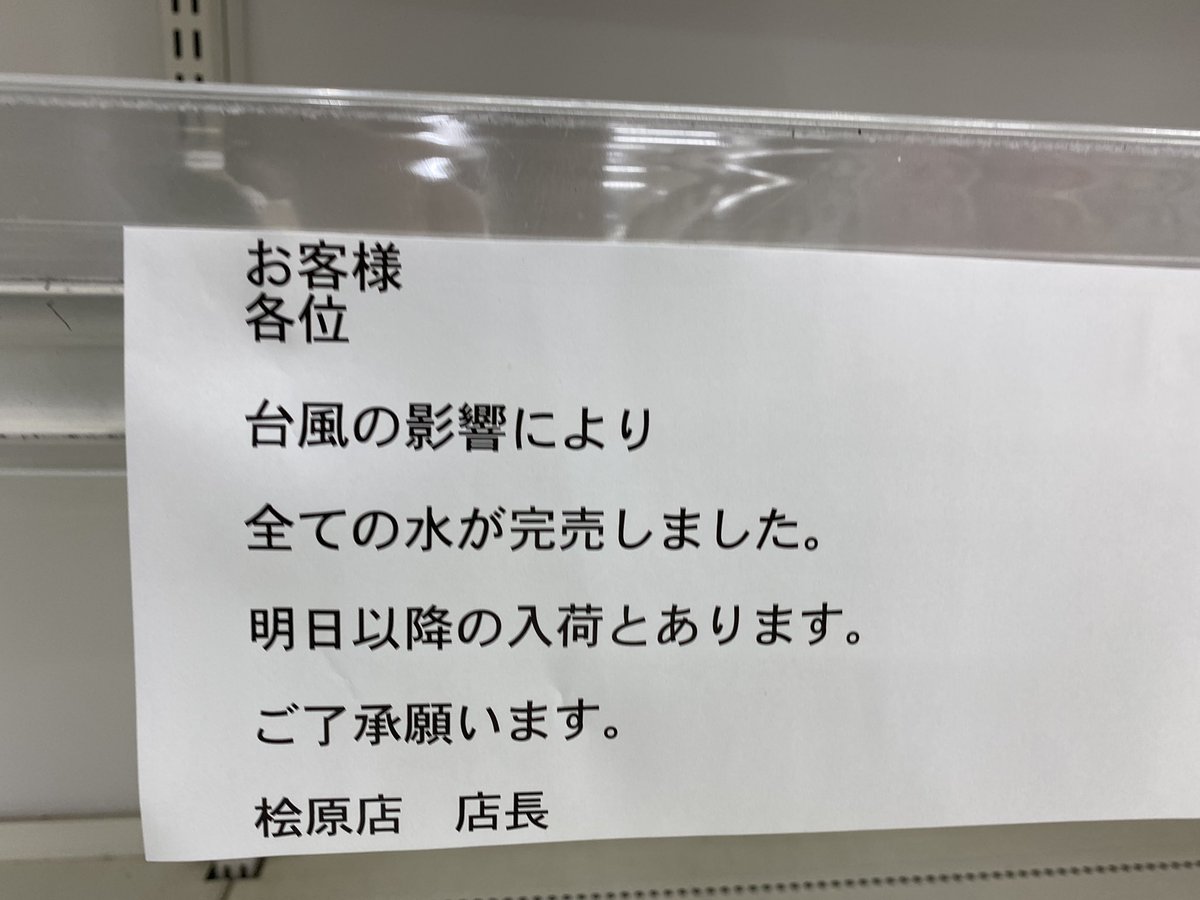 お客様
各位
台風の影響により
全ての水が完売しました。
明日以降の入荷とあります。
ご了承願います。
桧原店　店長